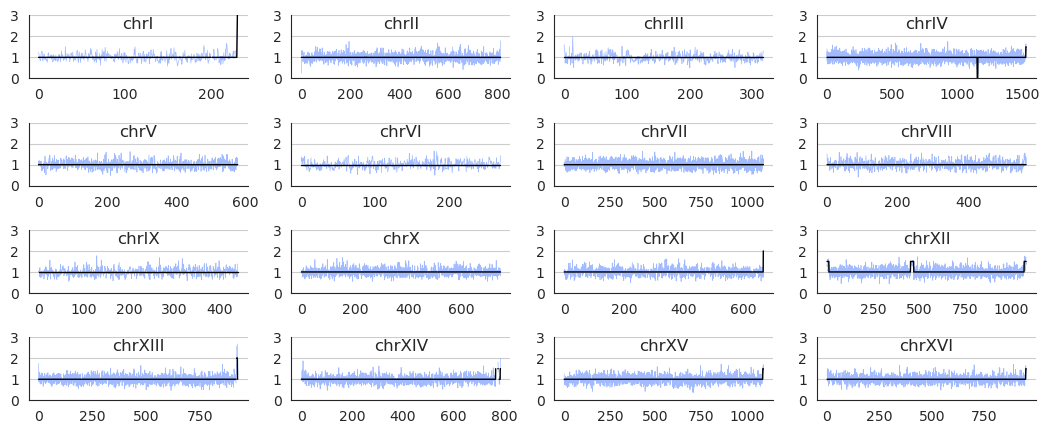 chrI chrII chrIII chrIV
3 3 3 3
2 2 2 2
1 1 1 1
0 0 0 0
0 100 200 0 200 400 600 800 0 100 200 300 0 500 1000 1500
chrV chrVI chrVII chrVIII
3 3 3 3
2 2 2 2
1 1 1 1
0 0 0 0
0 200 400 600 0 100 200 0 250 500 750 1000 0 200 400
chrIX chrX chrXI chrXII
3 3 3 3
2 2 2 2
1 1 1 1
0 0 0 0
0 100 200 300 400 0 200 400 600 0 200 400 600 0 250 500 750 1000
chrXIII chrXIV chrXV chrXVI
3 3 3 3
2 2 2 2
1 1 1 1
0 0 0 0
0 250 500 750 0 200 400 600 800 0 250 500 750 1000 0 250 500 750